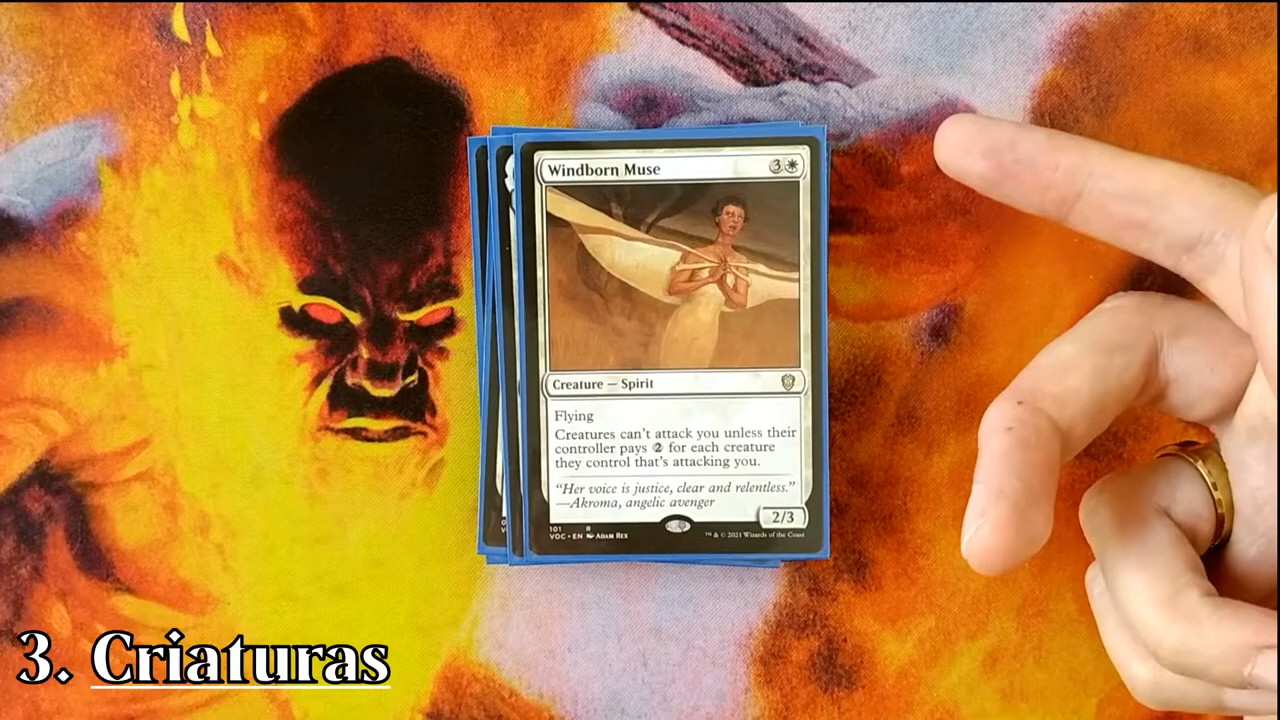 Windborn Muse 3
Creature — Spirit
Flying
Creatures can't attack you unless their
controller pays 2 for each creature
they control that's attacking you.
"Her voice is justice, clear and relentless."
—Akroma, angelic avenger
2/3
101 R
VOC • EN Adam Rex ™ & © 2021 Wizards of the Coast
3. Criaturas